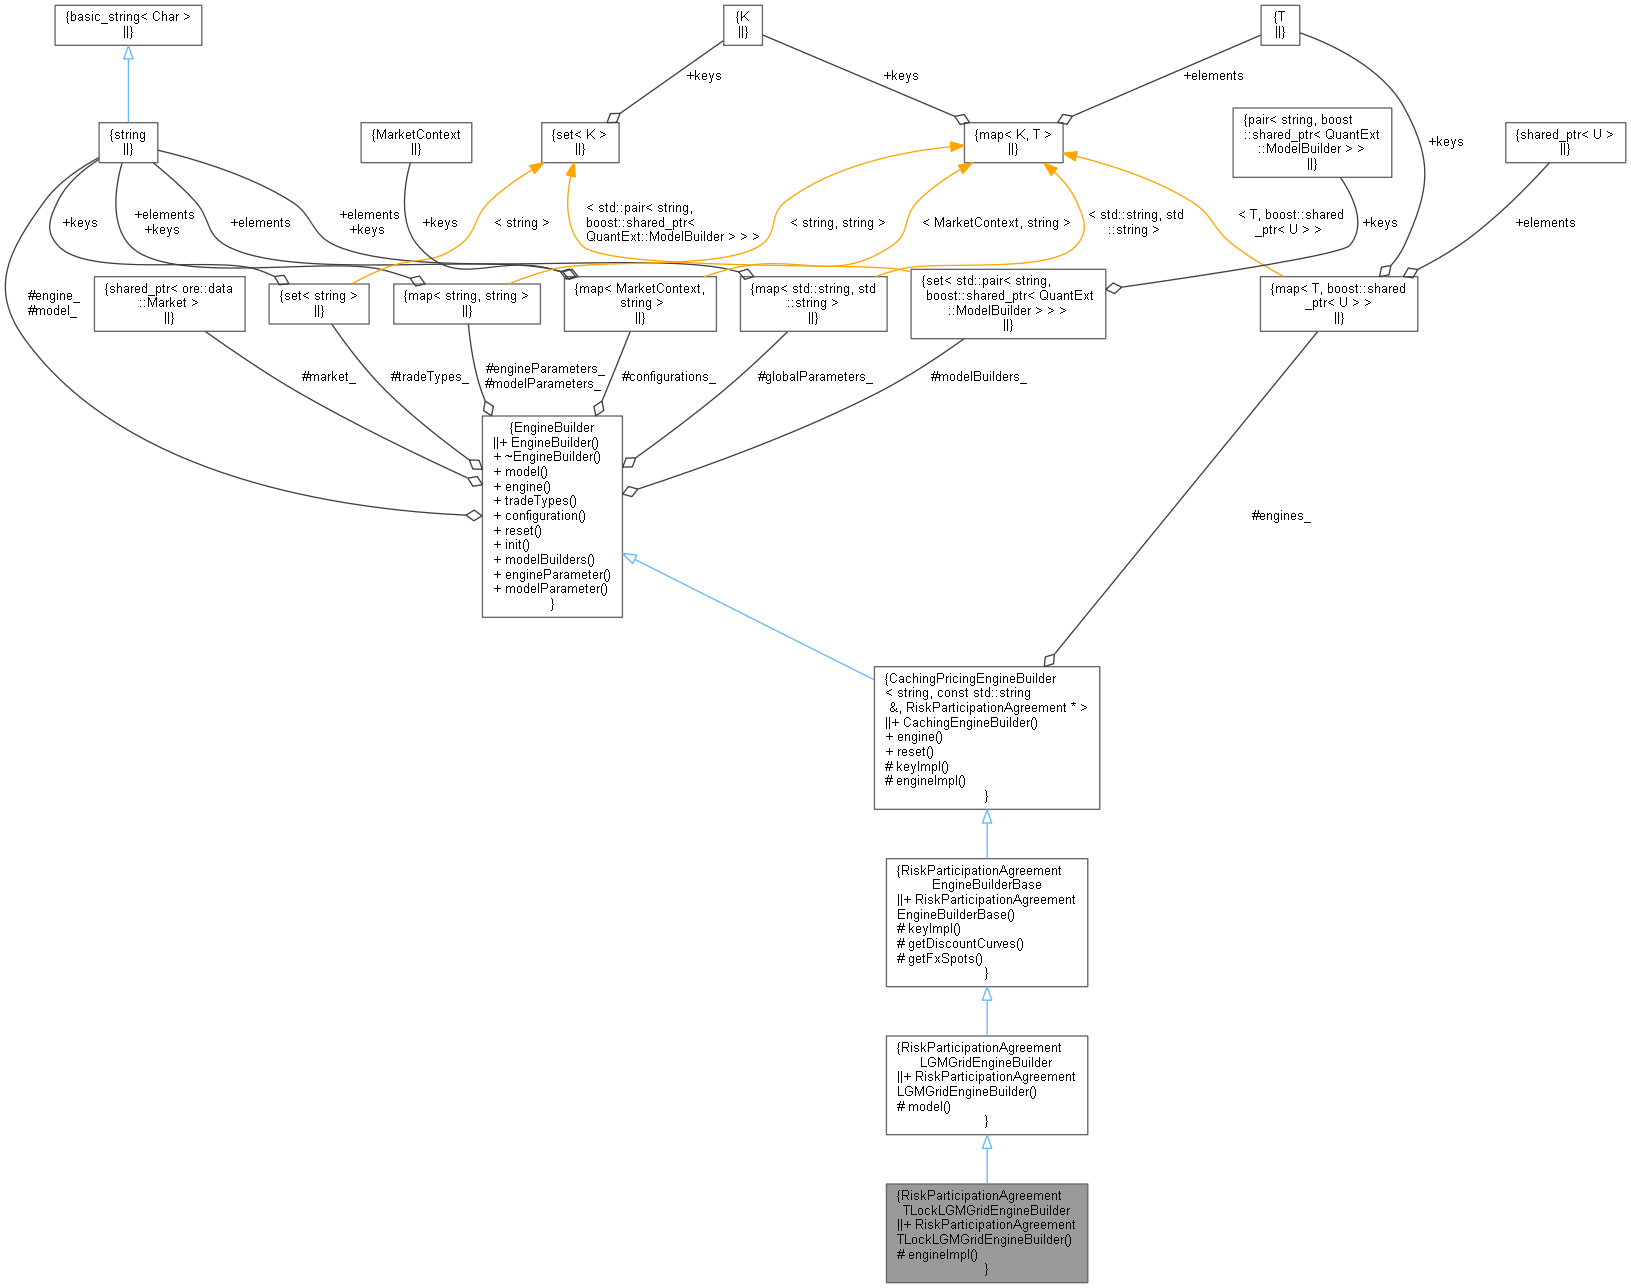 {basic_string< Char >
||}
{K
||}
{T
||}
+keys
+keys
+elements
{string
||}
{MarketContext
||}
{set< K >
||}
{map< K, T >
||}
{pair< string, boost
::shared_ptr< QuantExt
::ModelBuilder > >
||}
+keys
{shared_ptr< U >
||}
+keys
+elements
+keys
+elements
+elements
+keys
+keys
< string >
< std::pair< string,
boost::shared_ptr<
QuantExt::ModelBuilder > > >
< string, string >
< MarketContext, string >
< std::string, std
::string >
< T, boost::shared
_ptr< U > >
+keys
+elements
#engine_
#model_
{shared_ptr< ore::data
::Market >
||}
{set< string >
||}
{map< string, string >
||}
{map< MarketContext,
string >
||}
{map< std::string, std
::string >
||}
{set< std::pair< string,
boost::shared_ptr< QuantExt
::ModelBuilder > > >
||}
{map< T, boost::shared
_ptr< U > >
||}
#market_
#tradeTypes_
#engineParameters_
#modelParameters_
#configurations_
#globalParameters_
#modelBuilders_
{EngineBuilder
||+ EngineBuilder()
+ ~EngineBuilder()
+ model()
+ engine()
+ tradeTypes()
+ configuration()
+ reset()
+ init()
+ modelBuilders()
+ engineParameter()
+ modelParameter()
}
#engines_
{CachingPricingEngineBuilder
< string, const std::string
&, RiskParticipationAgreement * >
||+ CachingEngineBuilder()
+ engine()
+ reset()
# keyImpl()
# engineImpl()
}
{RiskParticipationAgreement
EngineBuilderBase
||+ RiskParticipationAgreement
EngineBuilderBase()
# keyImpl()
# getDiscountCurves()
# getFxSpots()
}
{RiskParticipationAgreement
LGMGridEngineBuilder
||+ RiskParticipationAgreement
LGMGridEngineBuilder()
# model()
}
{RiskParticipationAgreement
TLockLGMGridEngineBuilder
||+ RiskParticipationAgreement
TLockLGMGridEngineBuilder()
# engineImpl()
}